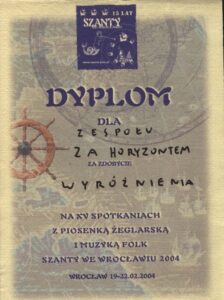 15 LAT
SZANTY
DYPLOM
DLA
ZESPOŁU
ZA HORYZONTEM
ZA ZDOBYCIE
WYRÓŻNIENIA
NA XV SPOTKANIACH
Z PIOSENKĄ ŻEGLARSKĄ
I MUZYKĄ FOLK
SZANTY WE WROCŁAWIU 2004
WROCŁAW 19-22.02.2004